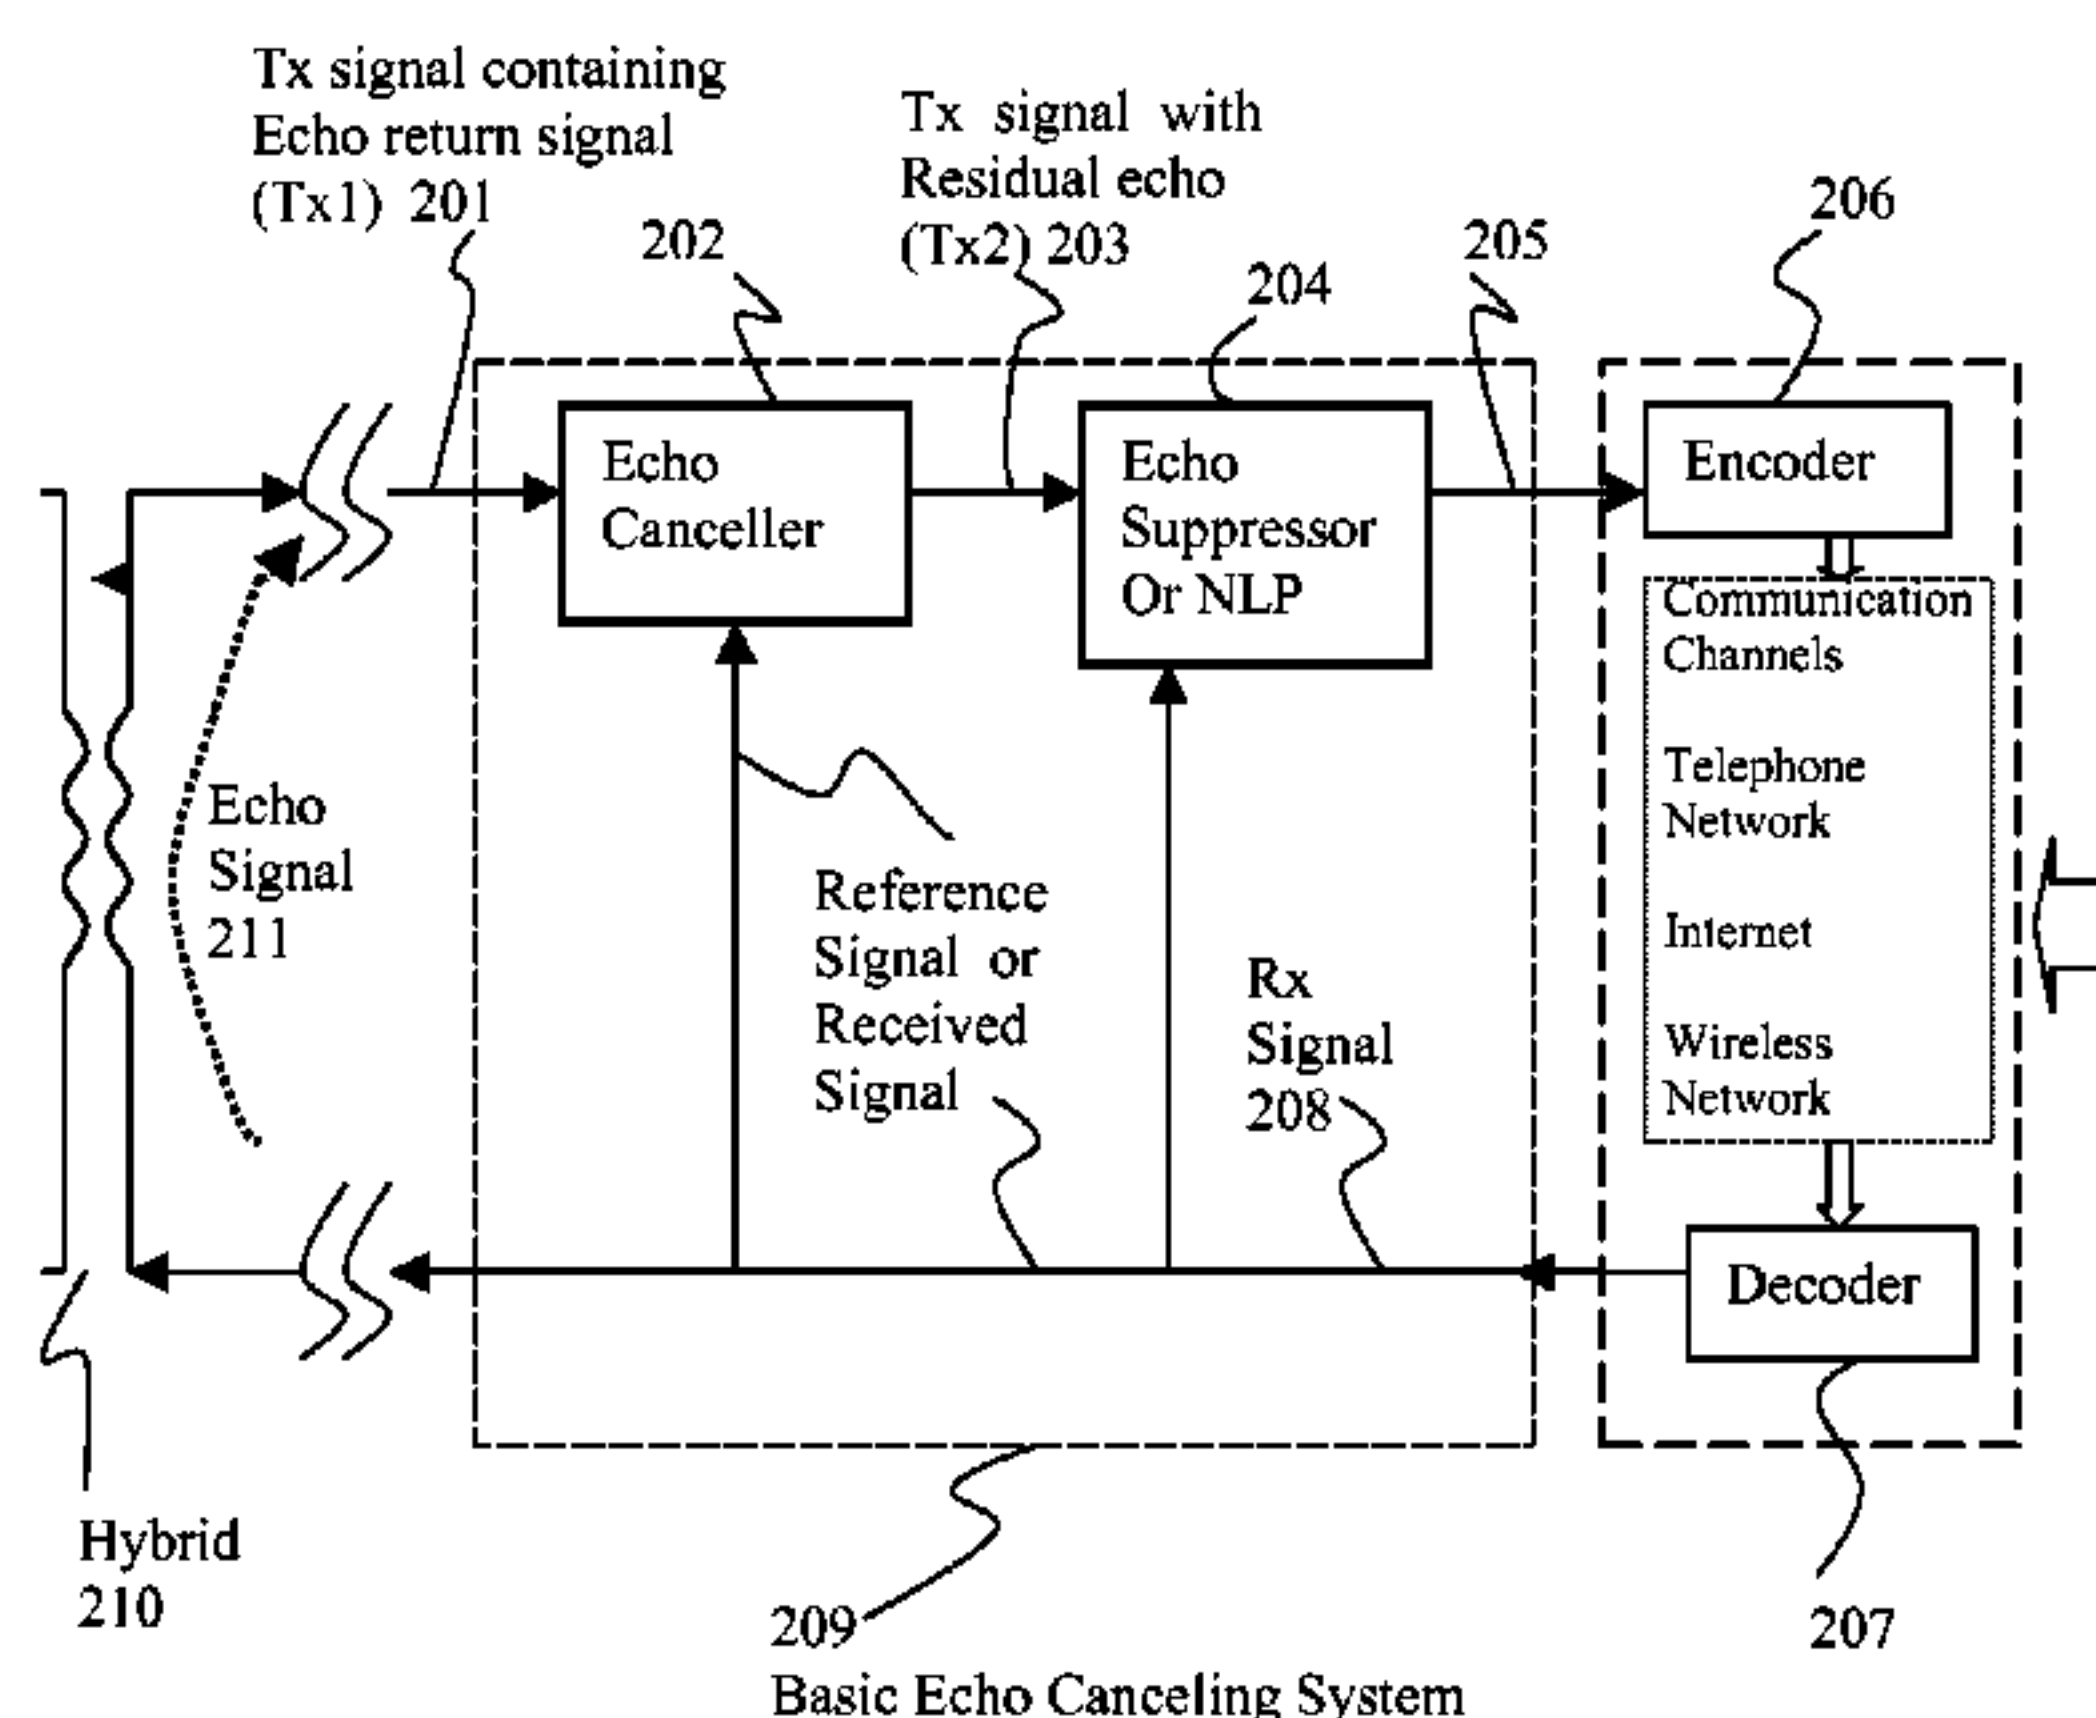 Tx signal containing
Echo return signal
(Tx1) 201
202
Tx signal with
Residual echo
(Tx2) 203
204
205
206
Echo
Canceller
Echo
Suppressor
Or NLP
Encoder
Communication
Channels
Telephone
Network
Internet
Wireless
Network
Echo
Signal
211
Reference
Signal or
Received
Signal
Rx
Signal
208
Decoder
Hybrid
210
209
Basic Echo Canceling System
207